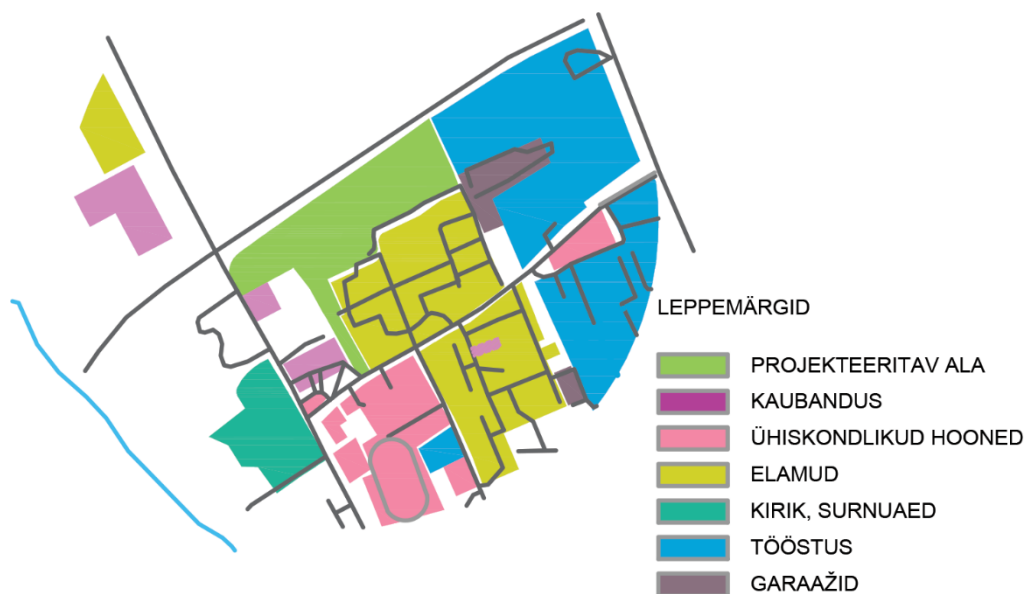 LEPPEMÄRGID
PROJEKTEERITAV ALA
KAUBANDUS
ÜHISKONDLIKUD HOONED
ELAMUD
KIRIK, SURNUAED
TÖÖSTUS
GARAAŽID